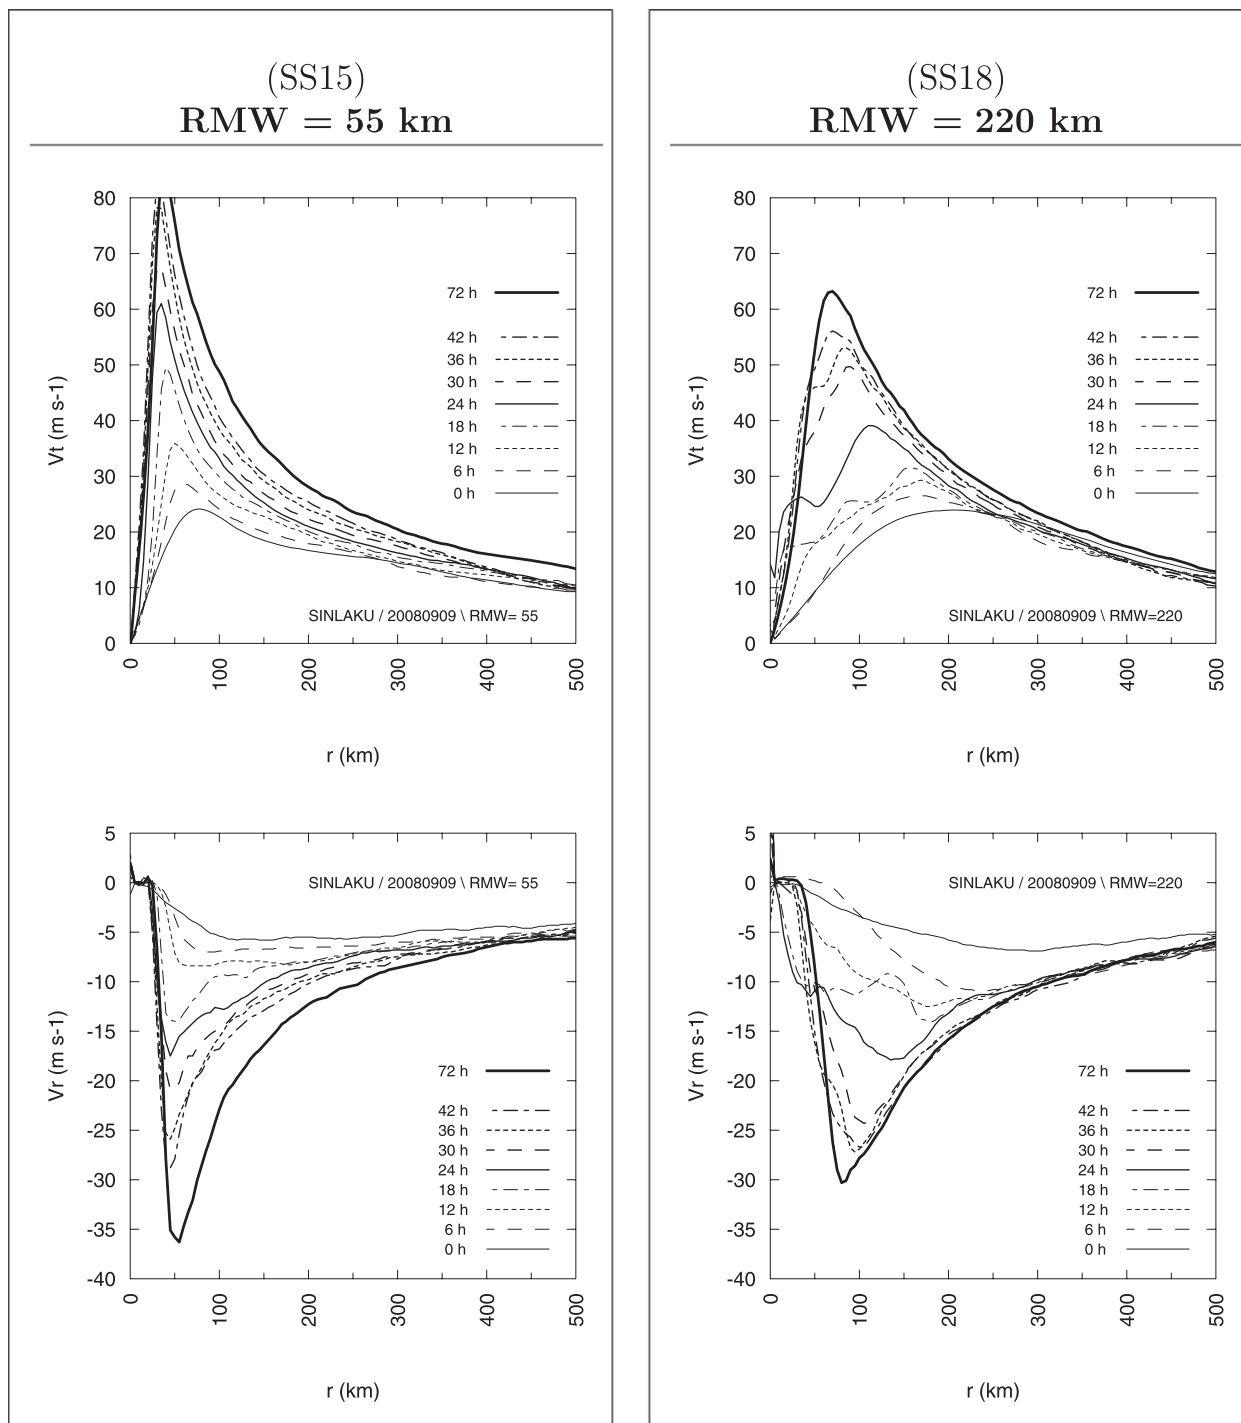 (SS15)
RMW = 55 km
80
70
60
50
40
30
20
10
0
Vt (m s-1)
72 h
42 h
36 h
30 h
24 h
18 h
12 h
6 h
0 h
SINLAKU / 20080909 \ RMW= 55
0
100
200
300
400
500
r (km)
5
0
-5
-10
-15
-20
-25
-30
-35
-40
Vr (m s-1)
SINLAKU / 20080909 \ RMW= 55
72 h
42 h
36 h
30 h
24 h
18 h
12 h
6 h
0 h
0
100
200
300
400
500
r (km)
(SS18)
RMW = 220 km
80
70
60
50
40
30
20
10
0
Vt (m s-1)
72 h
42 h
36 h
30 h
24 h
18 h
12 h
6 h
0 h
SINLAKU / 20080909 \ RMW=220
0
100
200
300
400
500
r (km)
5
0
-5
-10
-15
-20
-25
-30
-35
-40
Vr (m s-1)
SINLAKU / 20080909 \ RMW=220
72 h
42 h
36 h
30 h
24 h
18 h
12 h
6 h
0 h
0
100
200
300
400
500
r (km)